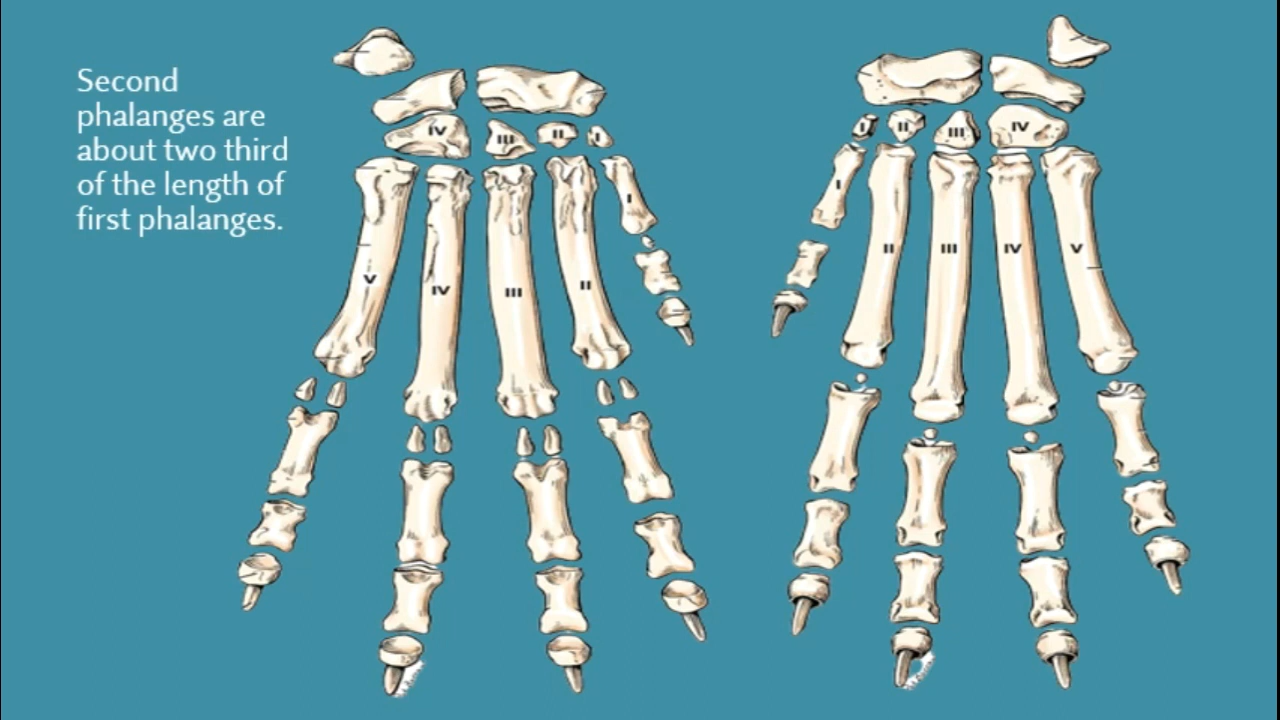 Second
phalanges are
about two third
of the length of
first phalanges.
IV III II I
I II III IV
I
I
II III IV V
V IV III II